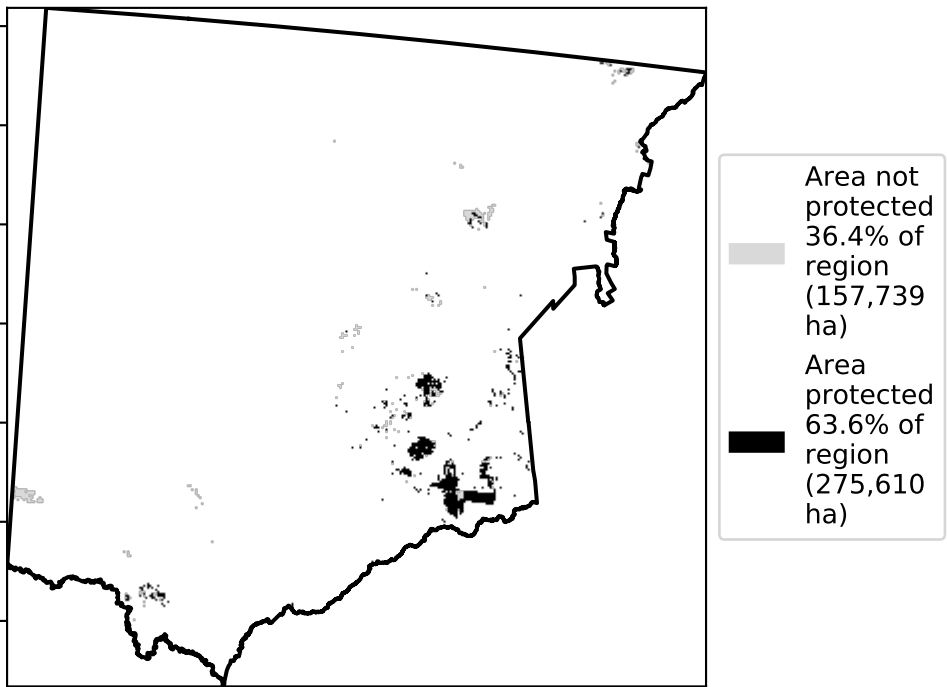 Area not
protected
36.4% of
region
(157,739
ha)
Area
protected
63.6% of
region
(275,610
ha)